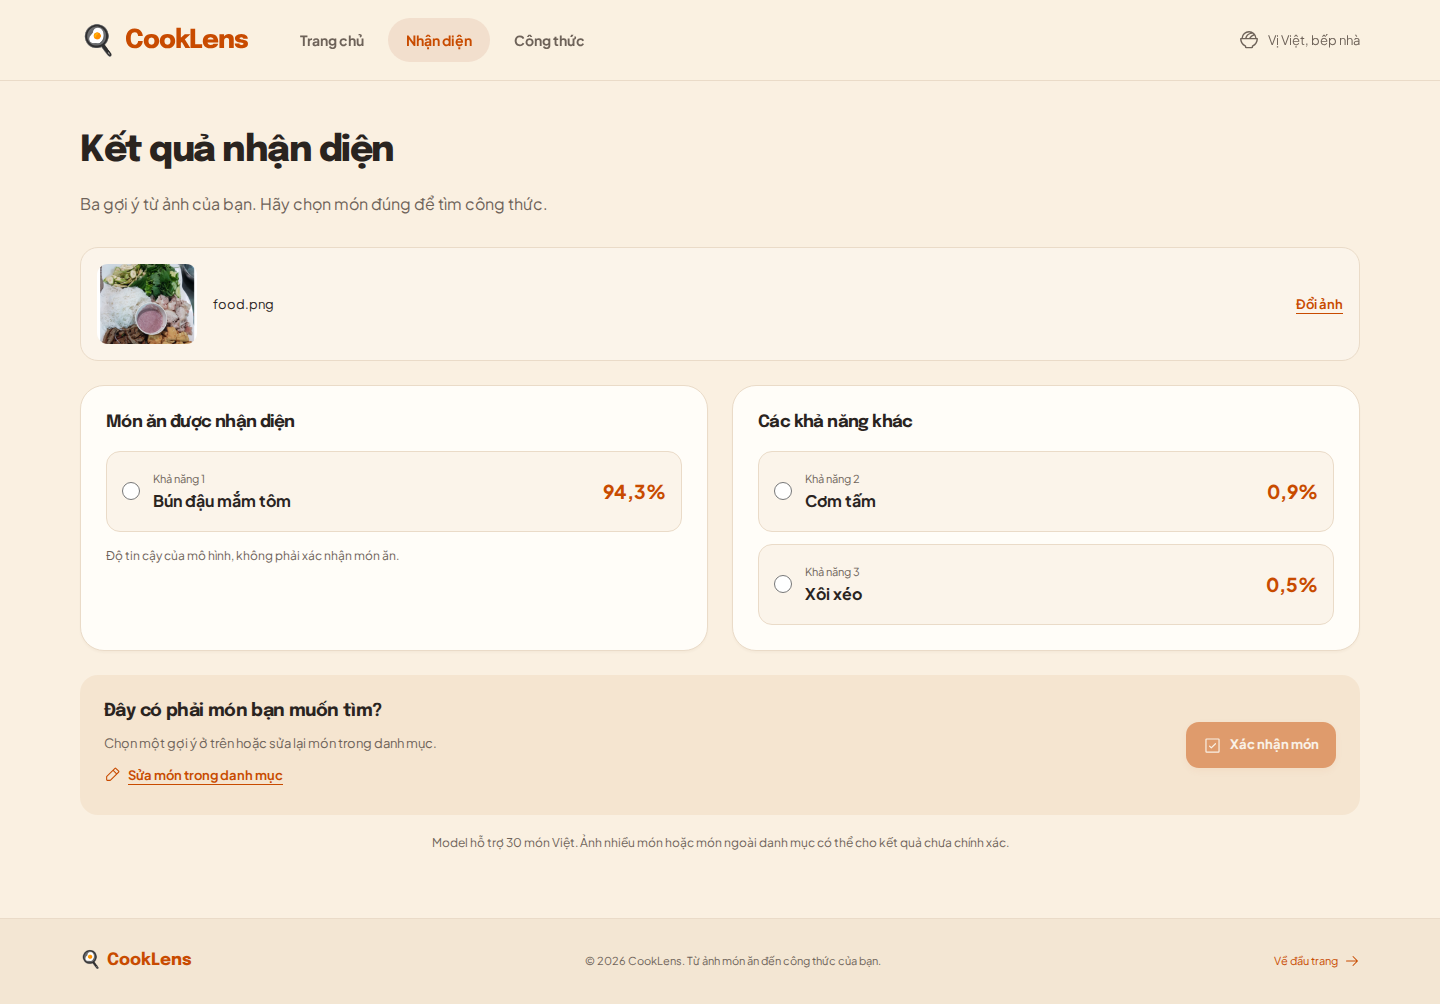 CookLens
Trang chủ
Nhận diện
Công thức
Vị Việt, bếp nhà
Kết quả nhận diện
Ba gợi ý từ ảnh của bạn. Hãy chọn món đúng để tìm công thức.
food.png
Đổi ảnh
Món ăn được nhận diện
Khả năng 1
Bún đậu mắm tôm
94,3%
Độ tin cậy của mô hình, không phải xác nhận món ăn.
Các khả năng khác
Khả năng 2
Cơm tấm
0,9%
Khả năng 3
Xôi xéo
0,5%
Đây có phải món bạn muốn tìm?
Chọn một gợi ý ở trên hoặc sửa lại món trong danh mục.
Sửa món trong danh mục
Xác nhận món
Model hỗ trợ 30 món Việt. Ảnh nhiều món hoặc món ngoài danh mục có thể cho kết quả chưa chính xác.
CookLens
© 2026 CookLens. Từ ảnh món ăn đến công thức của bạn.
Về đầu trang